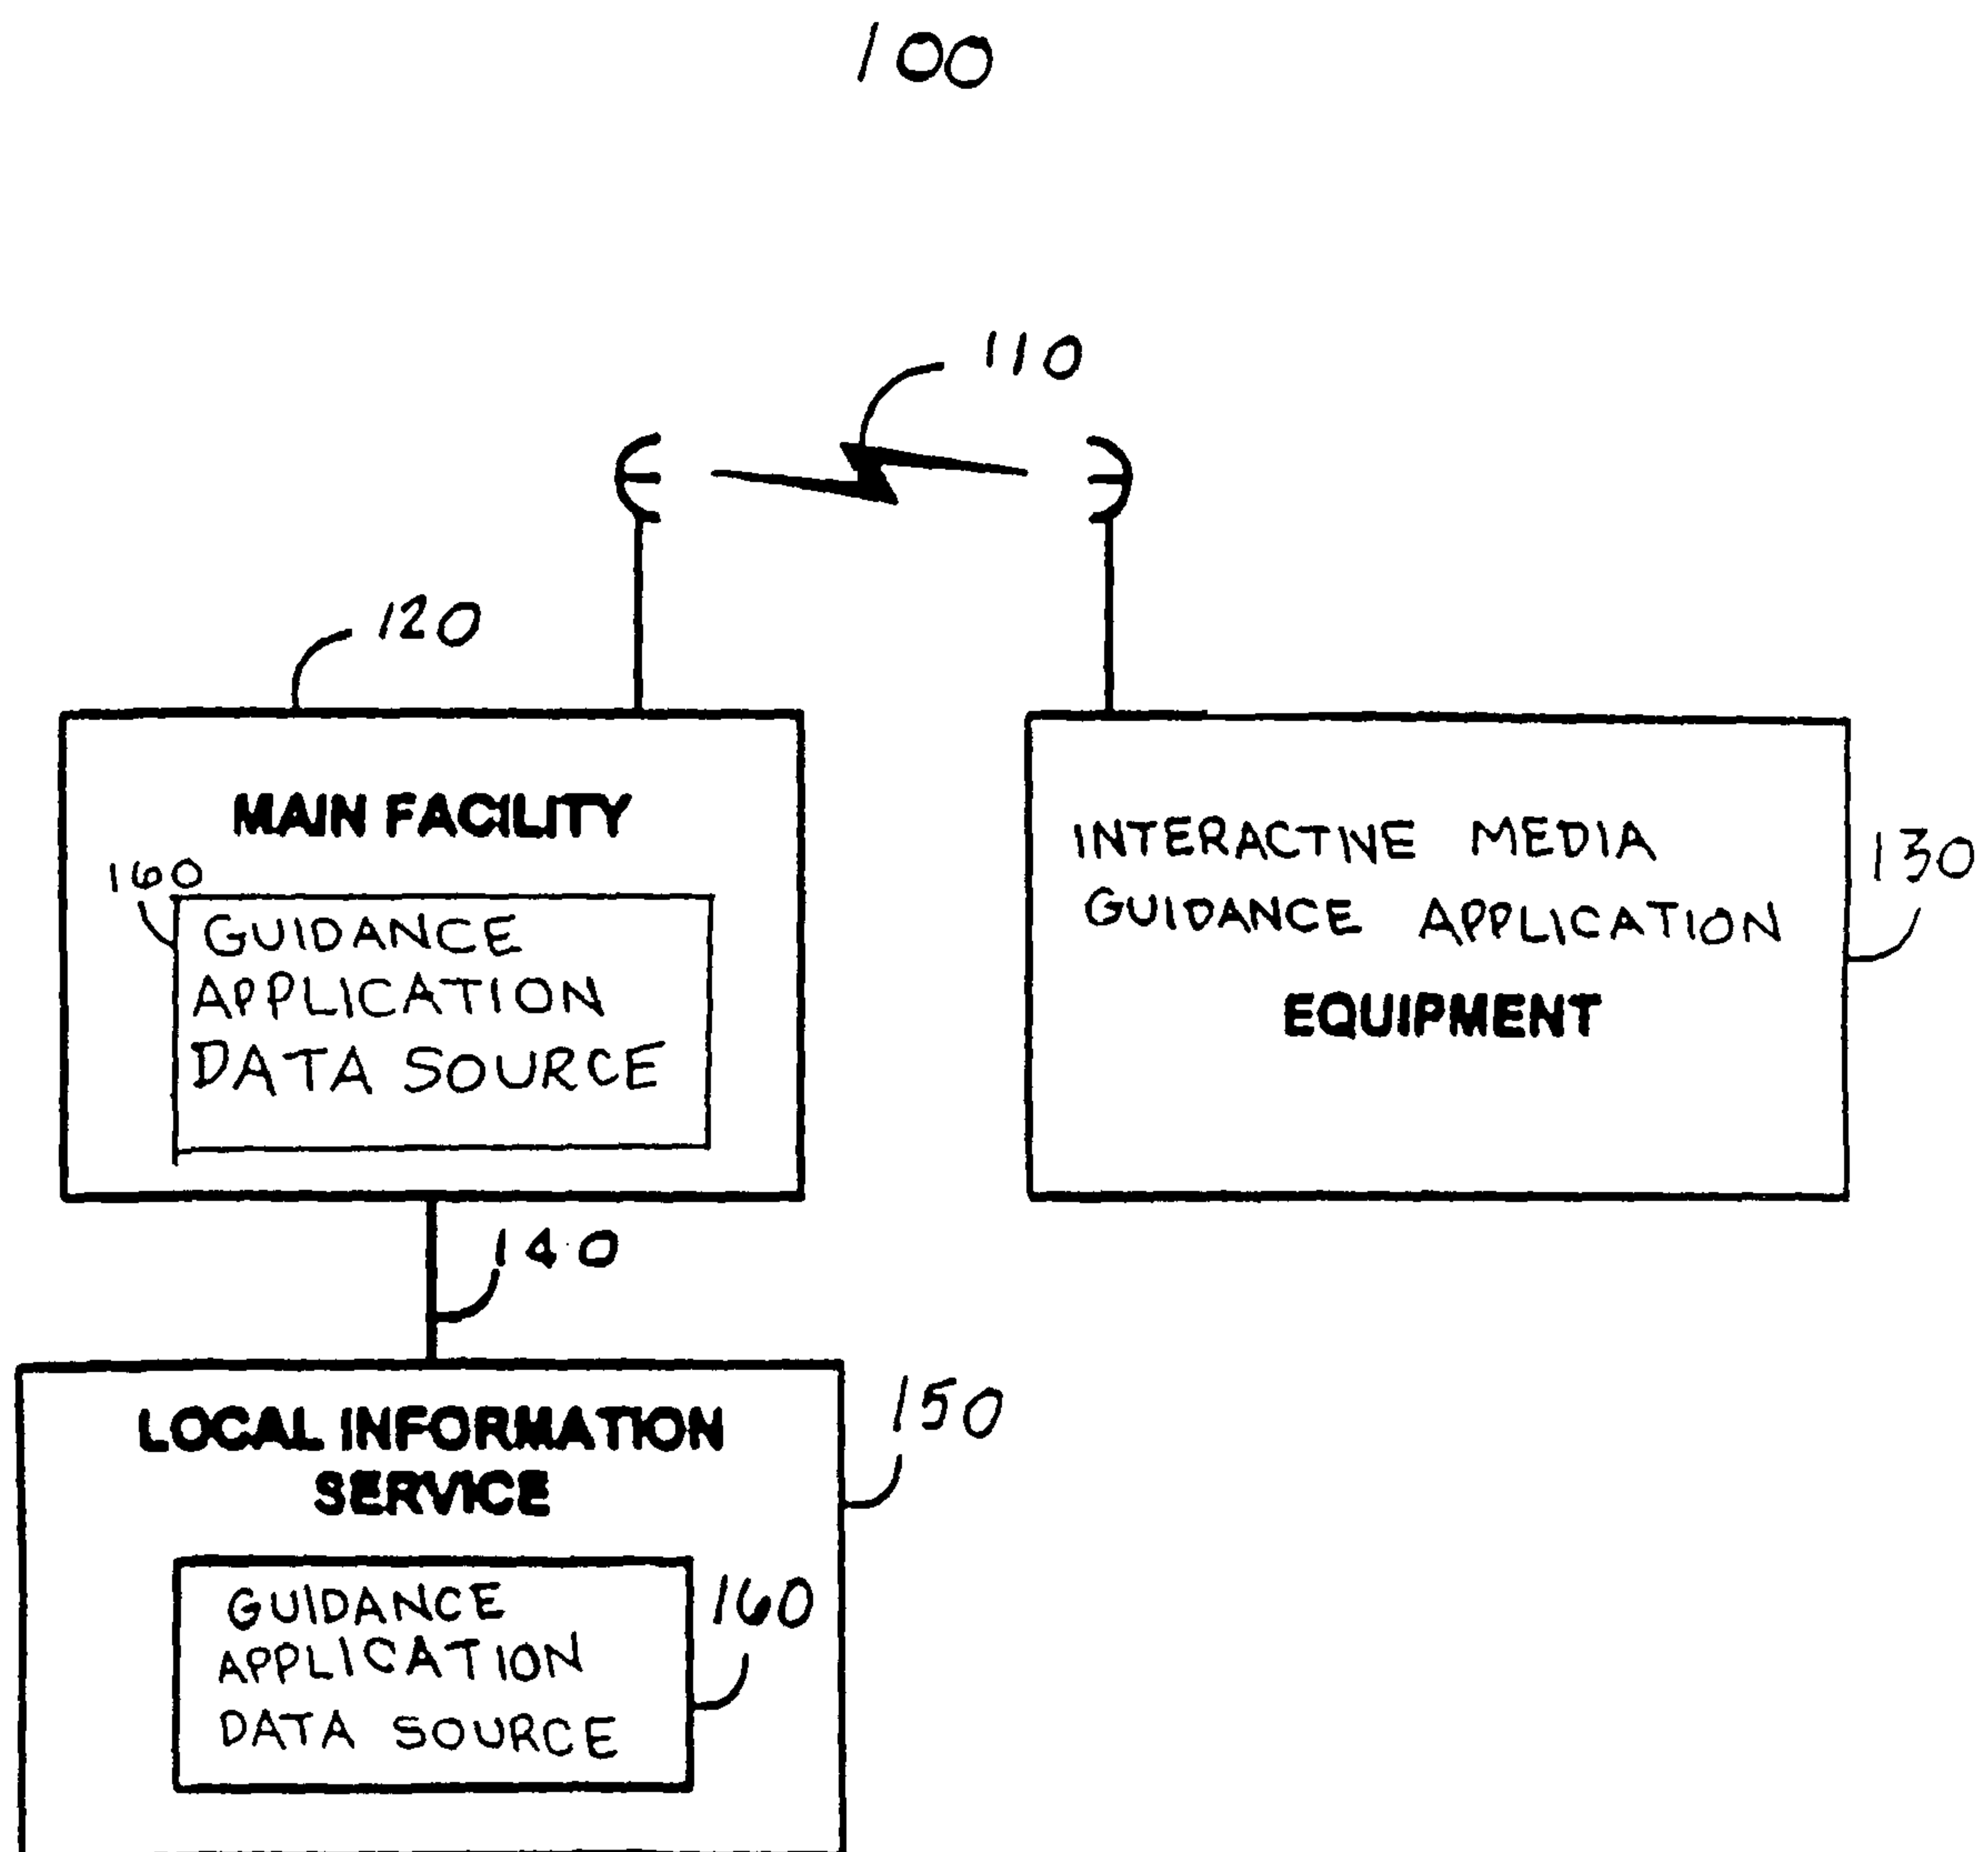 100
110
120
MAIN FACILITY
160
GUIDANCE
APPLICATION
DATA SOURCE
INTERACTIVE MEDIA
GUIDANCE APPLICATION
EQUIPMENT
130
140
LOCAL INFORMATION
SERVICE
150
GUIDANCE
APPLICATION
DATA SOURCE
160